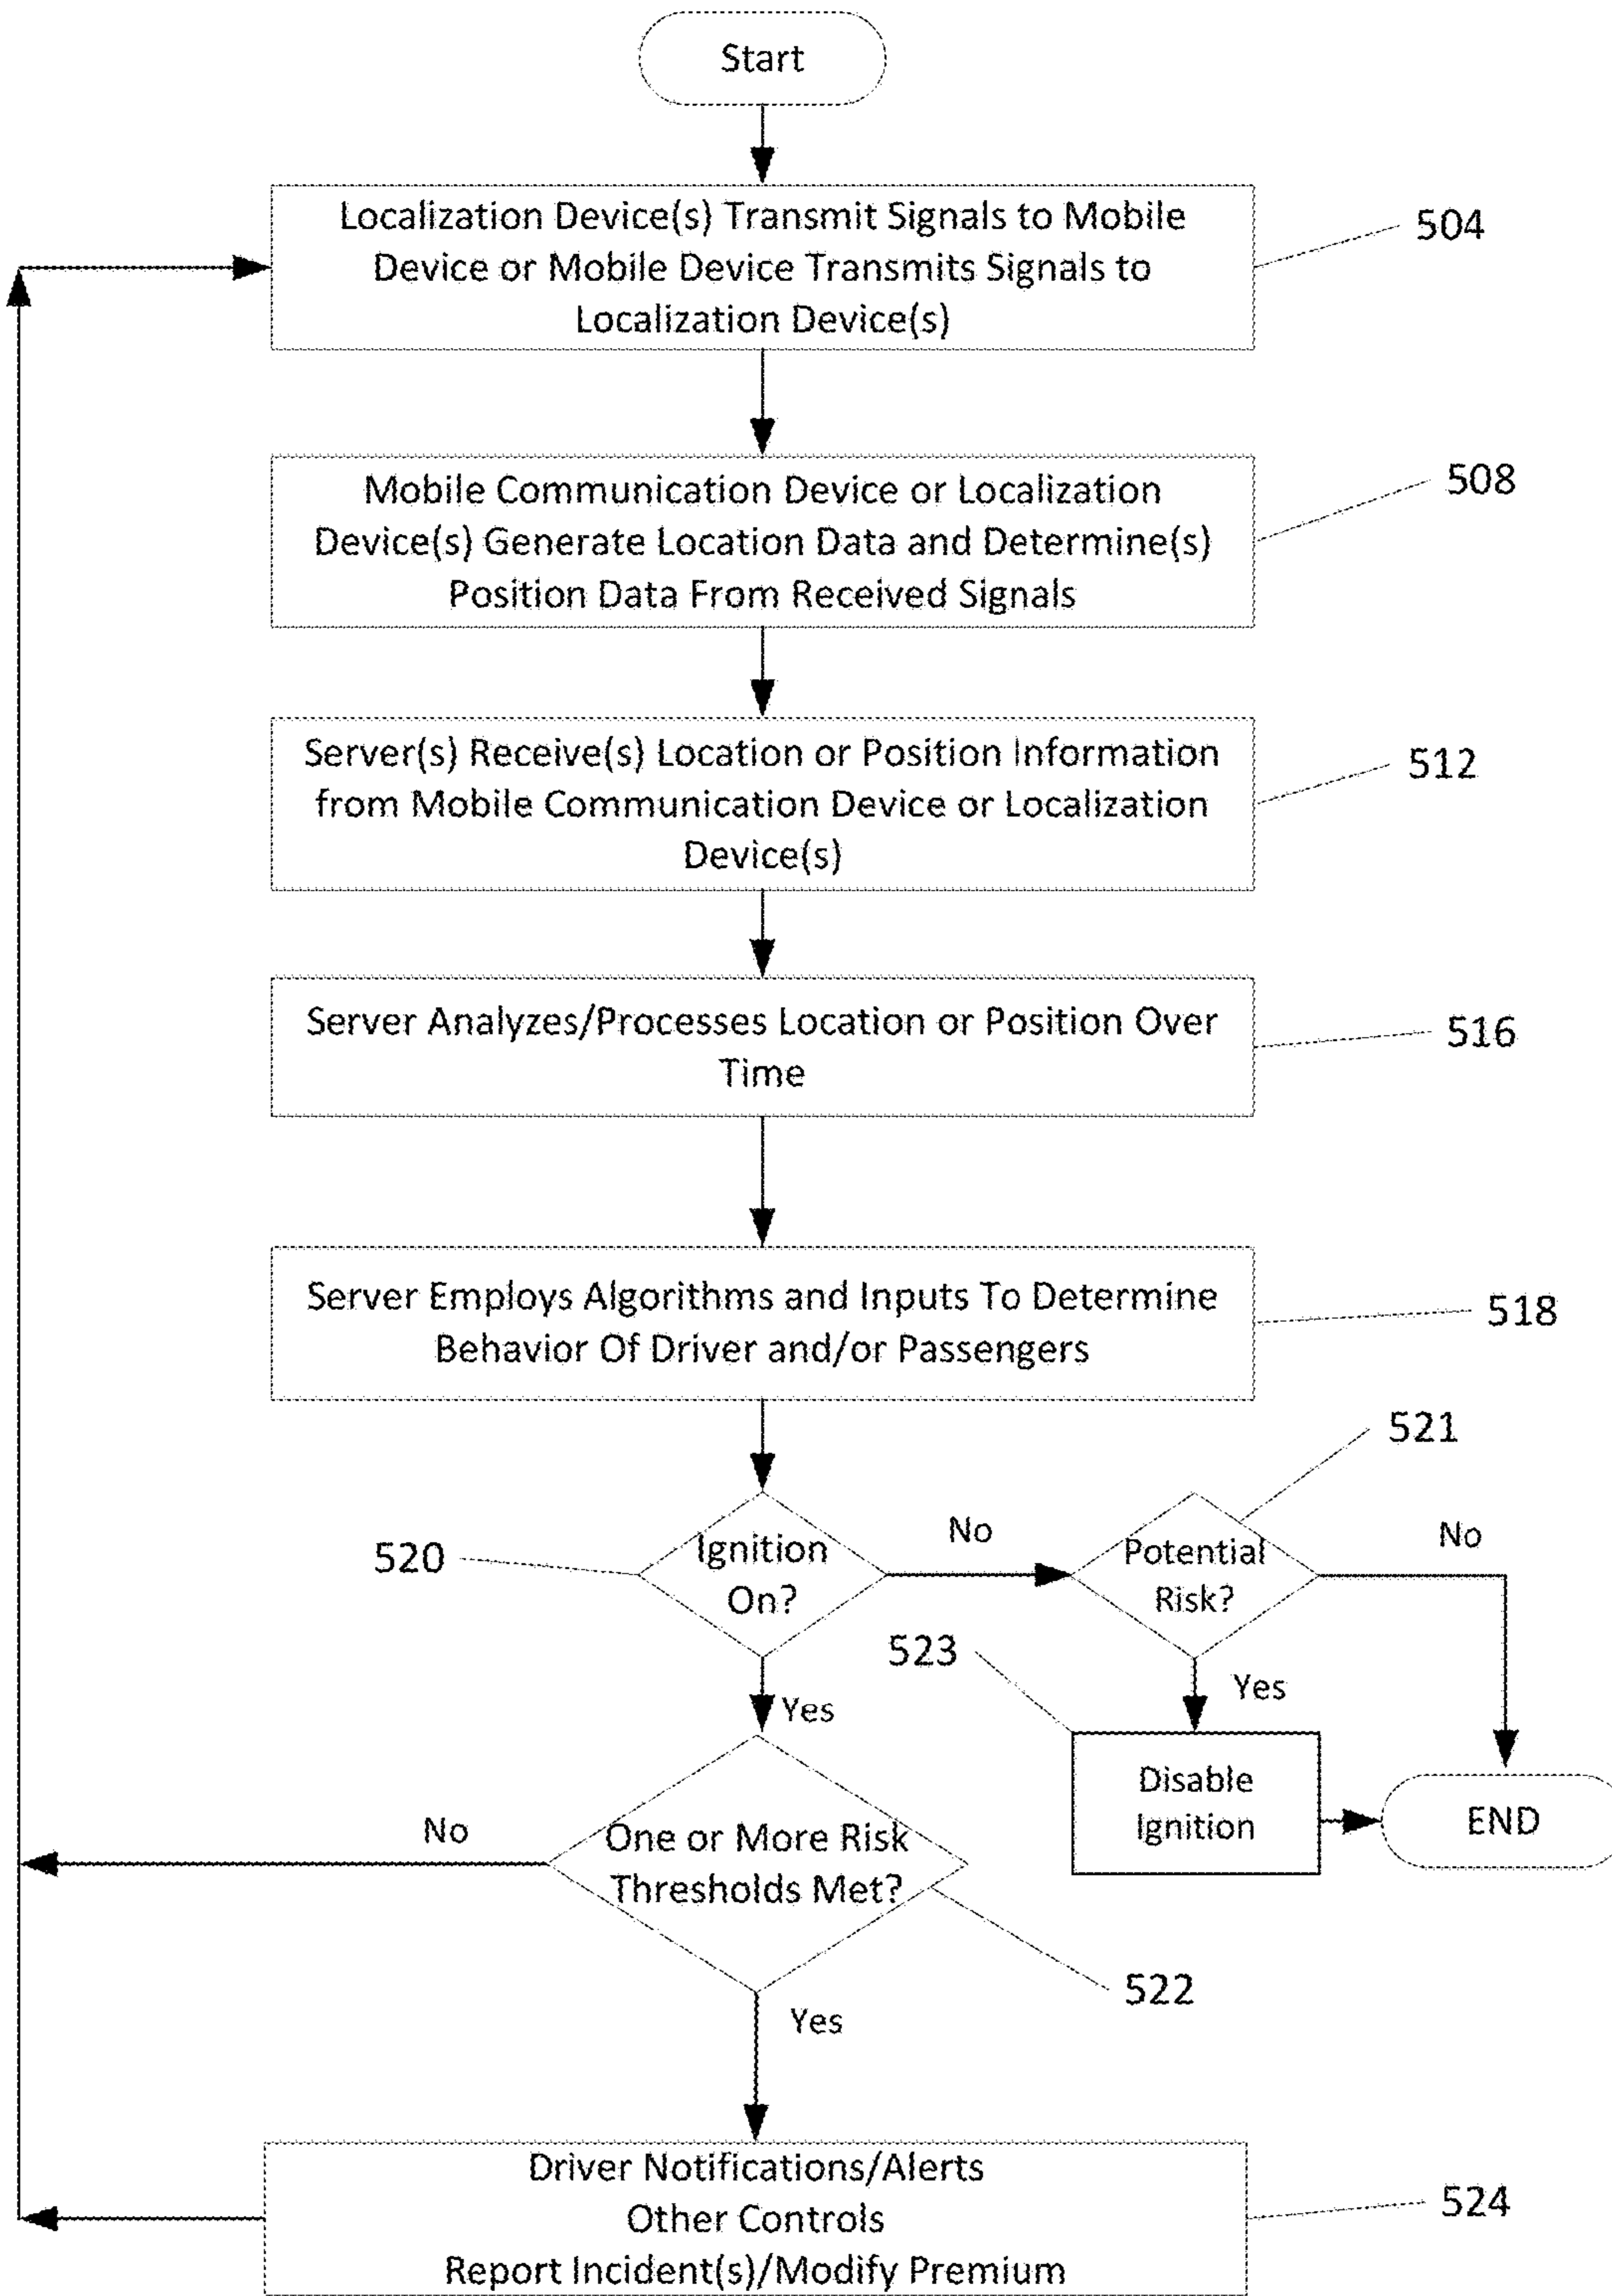 Start
Localization Device(s) Transmit Signals to Mobile
Device or Mobile Device Transmits Signals to
Localization Device(s)
504
Mobile Communication Device or Localization
Device(s) Generate Location Data and Determine(s)
Position Data From Received Signals
508
Server(s) Receive(s) Location or Position Information
from Mobile Communication Device or Localization
Device(s)
512
Server Analyzes/Processes Location or Position Over
Time
516
Server Employs Algorithms and Inputs To Determine
Behavior Of Driver and/or Passengers
518
520
Ignition
On?
No
Potential
Risk?
521
No
523
Yes
Yes
Disable
Ignition
END
No
One or More Risk
Thresholds Met?
522
Yes
Driver Notifications/Alerts
Other Controls
Report Incident(s)/Modify Premium
524